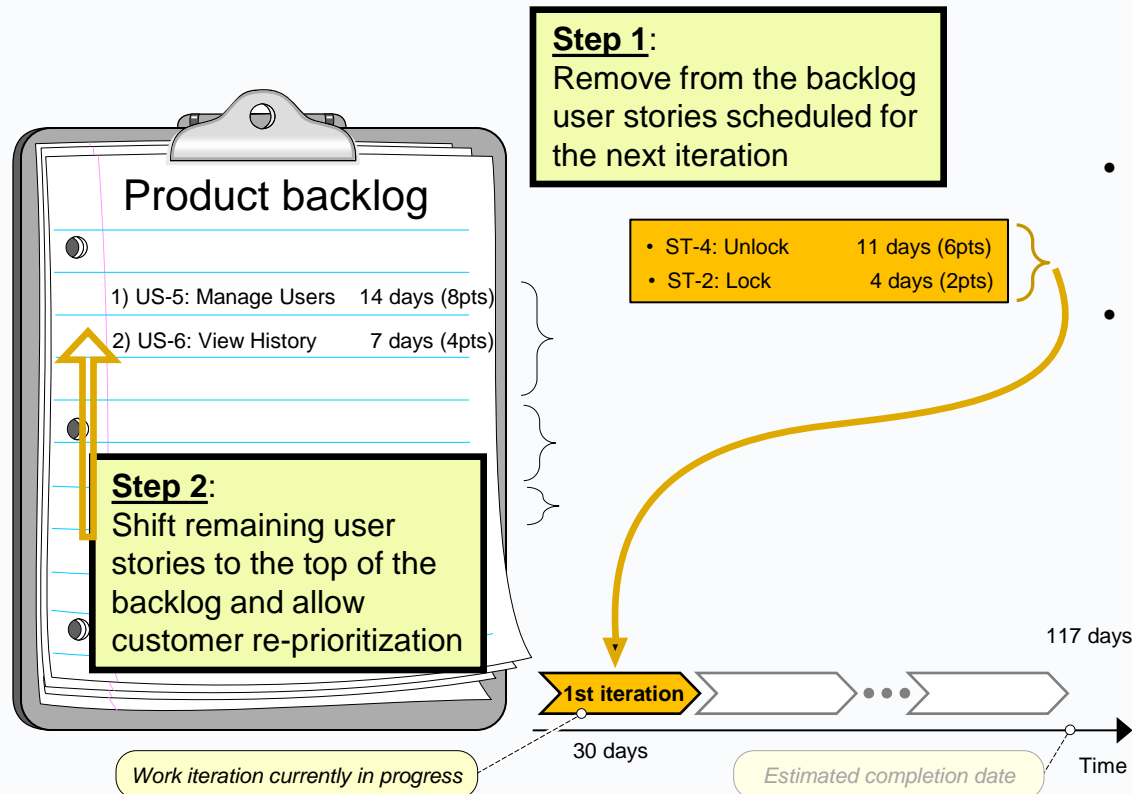 Step 1:
Remove from the backlog
user stories scheduled for
the next iteration
Product backlog
• ST-4: Unlock 11 days (6pts)
• ST-2: Lock 4 days (2pts)
1) US-5: Manage Users 14 days (8pts)
2) US-6: View History 7 days (4pts)
Step 2:
Shift remaining user
stories to the top of the
backlog and allow
customer re-prioritization
117 days
1st iteration
30 days
Time
Work iteration currently in progress
Estimated completion date